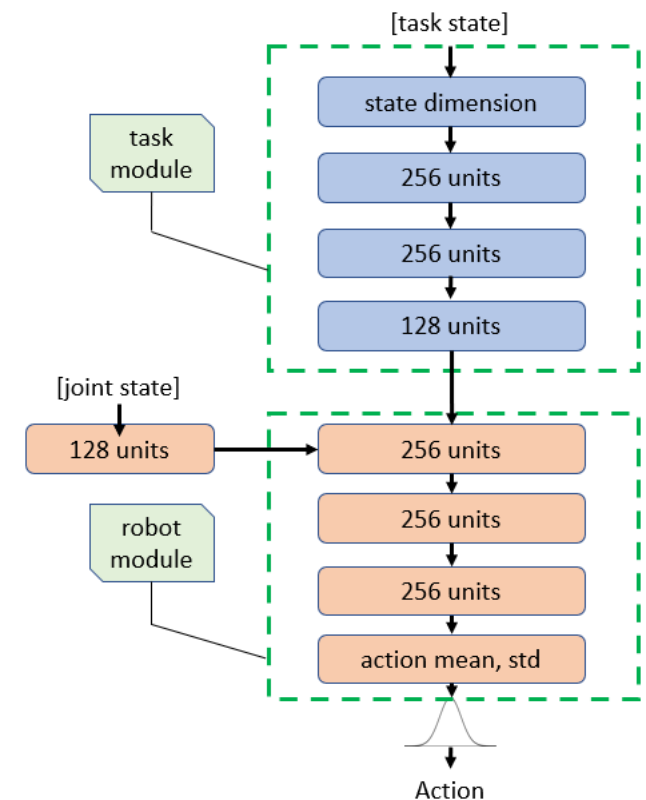 [task state]
state dimension
task
module
256 units
256 units
128 units
[joint state]
128 units
256 units
256 units
robot
module
256 units
action mean, std
Action